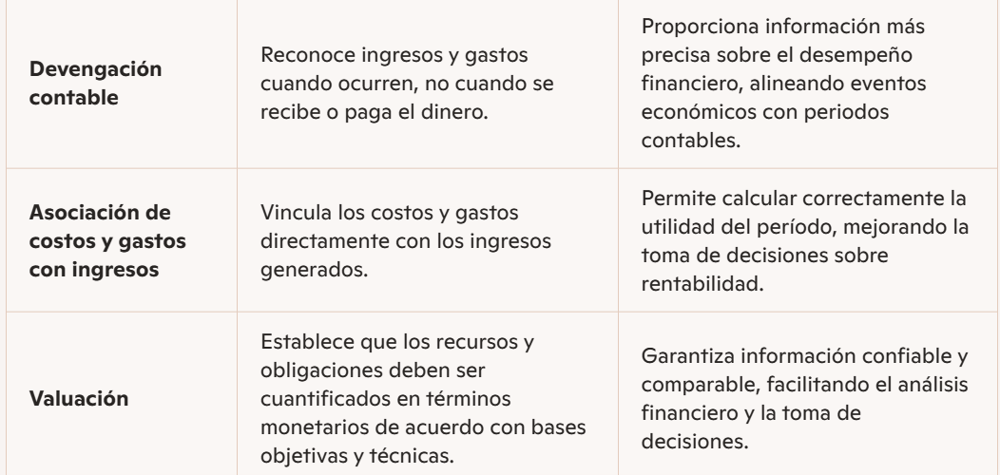 Devengación
contable
Reconoce ingresos y gastos
cuando ocurren, no cuando se
recibe o paga el dinero.
Proporciona información más
precisa sobre el desempeño
financiero, alineando eventos
económicos con periodos
contables.
Asociación de
costos y gastos
con ingresos
Vincula los costos y gastos
directamente con los ingresos
generados.
Permite calcular correctamente la
utilidad del período, mejorando la
toma de decisiones sobre
rentabilidad.
Valuación
Establece que los recursos y
obligaciones deben ser
cuantificados en términos
monetarios de acuerdo con bases
objetivas y técnicas.
Garantiza información confiable y
comparable, facilitando el análisis
financiero y la toma de
decisiones.